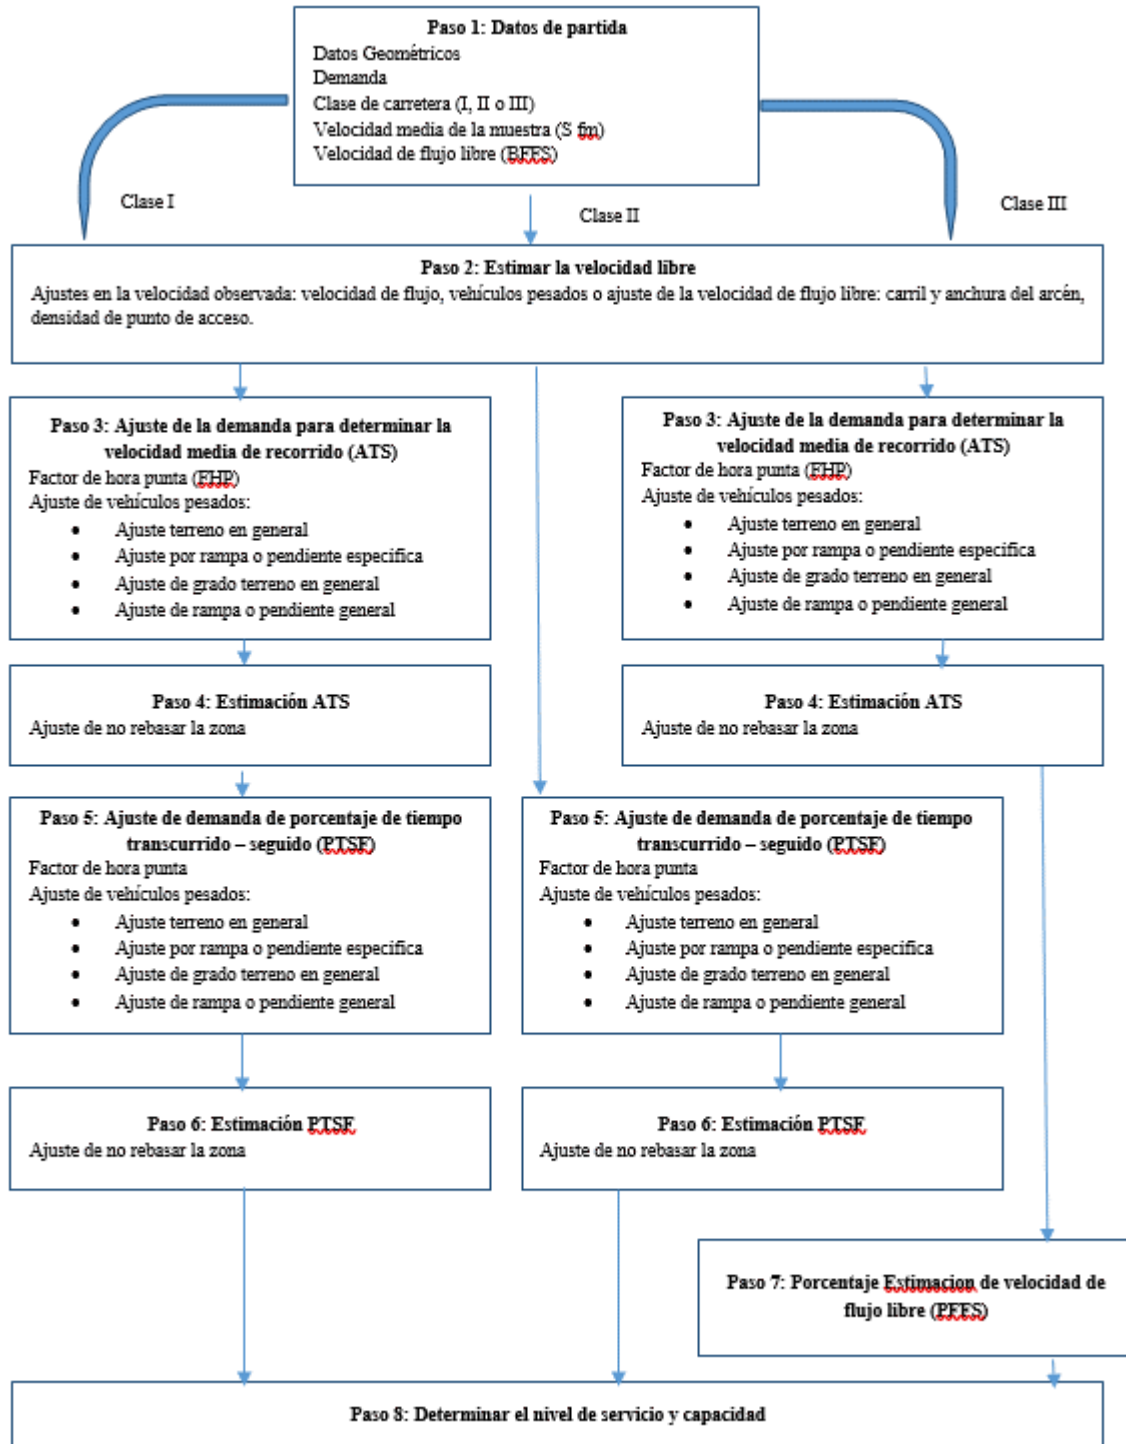 Paso 1: Datos de partida
Datos Geométricos
Demanda
Clase de carretera (I, II o III)
Velocidad media de la muestra (S fm)
Velocidad de flujo libre (BFFS)
Clase I
Clase II
Clase III
Paso 2: Estimar la velocidad libre
Ajustes en la velocidad observada: velocidad de flujo, vehículos pesados o ajuste de la velocidad de flujo libre: carril y anchura del arcén,
densidad de punto de acceso.
Paso 3: Ajuste de la demanda para determinar la
velocidad media de recorrido (ATS)
Factor de hora punta (FHP)
Ajuste de vehículos pesados:
• Ajuste terreno en general
• Ajuste por rampa o pendiente especifica
• Ajuste de grado terreno en general
• Ajuste de rampa o pendiente general
Paso 3: Ajuste de la demanda para determinar la
velocidad media de recorrido (ATS)
Factor de hora punta (FHP)
Ajuste de vehículos pesados:
• Ajuste terreno en general
• Ajuste por rampa o pendiente especifica
• Ajuste de grado terreno en general
• Ajuste de rampa o pendiente general
Paso 4: Estimación ATS
Ajuste de no rebasar la zona
Paso 4: Estimación ATS
Ajuste de no rebasar la zona
Paso 5: Ajuste de demanda de porcentaje de tiempo
transcurrido – seguido (PTSF)
Factor de hora punta
Ajuste de vehículos pesados:
• Ajuste terreno en general
• Ajuste por rampa o pendiente especifica
• Ajuste de grado terreno en general
• Ajuste de rampa o pendiente general
Paso 5: Ajuste de demanda de porcentaje de tiempo
transcurrido – seguido (PTSF)
Factor de hora punta
Ajuste de vehículos pesados:
• Ajuste terreno en general
• Ajuste por rampa o pendiente especifica
• Ajuste de grado terreno en general
• Ajuste de rampa o pendiente general
Paso 6: Estimación PTSF
Ajuste de no rebasar la zona
Paso 6: Estimación PTSF
Ajuste de no rebasar la zona
Paso 7: Porcentaje Estimacion de velocidad de
flujo libre (PFFS)
Paso 8: Determinar el nivel de servicio y capacidad